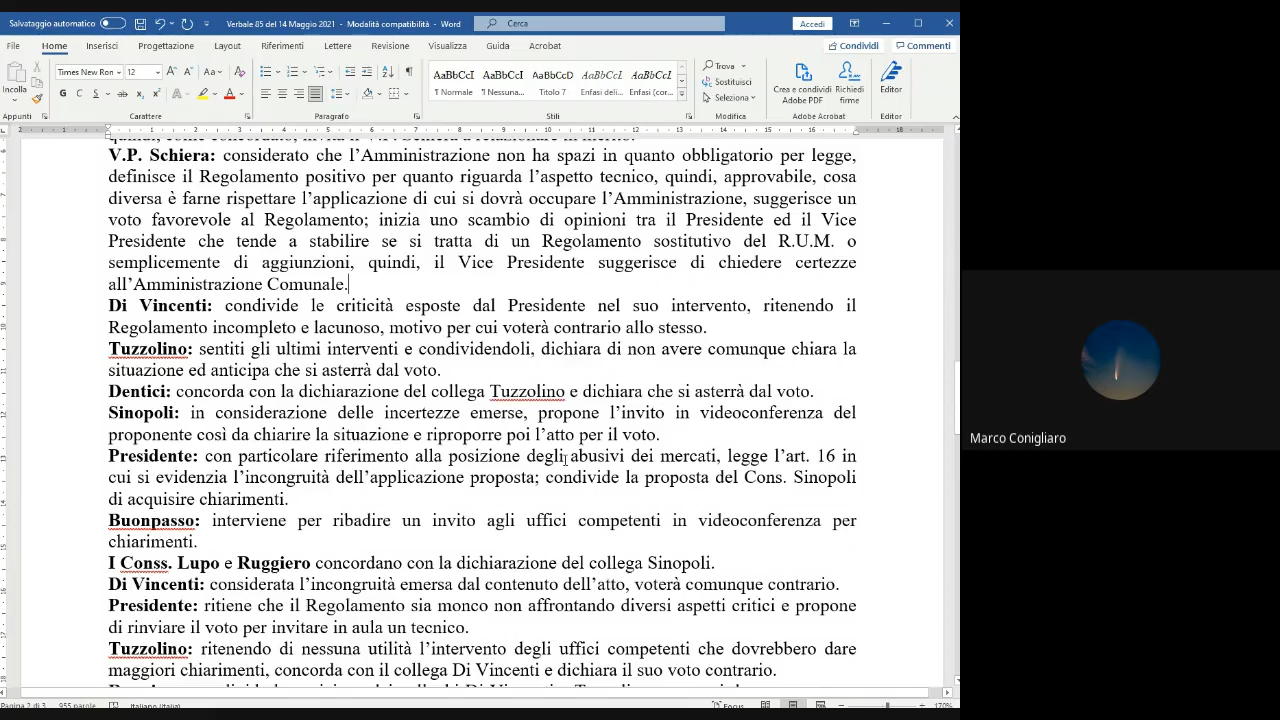 Salvataggio automatico
Verbale 85 del 14 Maggio 2021 - Modalità compatibilità - Word
Cerca
Accedi
File Home Inserisci Progettazione Layout Riferimenti Lettere Revisione Visualizza Guida Acrobat
Condividi Commenti
Times New Ron 12
Incolla
AaBbCcI AaBbCcI AaBbCcD AaBbCcI AaBbCcI
¶ Normale ¶ Nessuna... Titolo 7 Enfasi deli... Enfasi (cor...
Trova
Sostituisci
Seleziona
Crea e condividi Adobe PDF
Richiedi firme
Editor
Carattere Paragrafo Stili Modifica Adobe Acrobat Editor
V.P. Schiera: considerato che l’Amministrazione non ha spazi in quanto obbligatorio per legge,
definisce il Regolamento positivo per quanto riguarda l’aspetto tecnico, quindi, approvabile, cosa
diversa è farne rispettare l’applicazione di cui si dovrà occupare l’Amministrazione, suggerisce un
voto favorevole al Regolamento; inizia uno scambio di opinioni tra il Presidente ed il Vice
Presidente che tende a stabilire se si tratta di un Regolamento sostitutivo del R.U.M. o
semplicemente di aggiunzioni, quindi, il Vice Presidente suggerisce di chiedere certezze
all’Amministrazione Comunale.
Di Vincenti: condivide le criticità esposte dal Presidente nel suo intervento, ritenendo il
Regolamento incompleto e lacunoso, motivo per cui voterà contrario allo stesso.
Tuzzolino: sentiti gli ultimi interventi e condividendoli, dichiara di non avere comunque chiara la
situazione ed anticipa che si asterrà dal voto.
Dentici: concorda con la dichiarazione del collega Tuzzolino e dichiara che si asterrà dal voto.
Sinopoli: in considerazione delle incertezze emerse, propone l’invito in videoconferenza del
proponente così da chiarire la situazione e riproporre poi l’atto per il voto.
Presidente: con particolare riferimento alla posizione degli abusivi dei mercati, legge l’art. 16 in
cui si evidenzia l’incongruità dell’applicazione proposta; condivide la proposta del Cons. Sinopoli
di acquisire chiarimenti.
Buonpasso: interviene per ribadire un invito agli uffici competenti in videoconferenza per
chiarimenti.
I Conss. Lupo e Ruggiero concordano con la dichiarazione del collega Sinopoli.
Di Vincenti: considerata l’incongruità emersa dal contenuto dell’atto, voterà comunque contrario.
Presidente: ritiene che il Regolamento sia monco non affrontando diversi aspetti critici e propone
di rinviare il voto per invitare in aula un tecnico.
Tuzzolino: ritenendo di nessuna utilità l’intervento degli uffici competenti che dovrebbero dare
maggiori chiarimenti, concorda con il collega Di Vincenti e dichiara il suo voto contrario.
Pagina 2 di 3 955 parole Italiano (Italia) Focus 170%
Marco Conigliaro